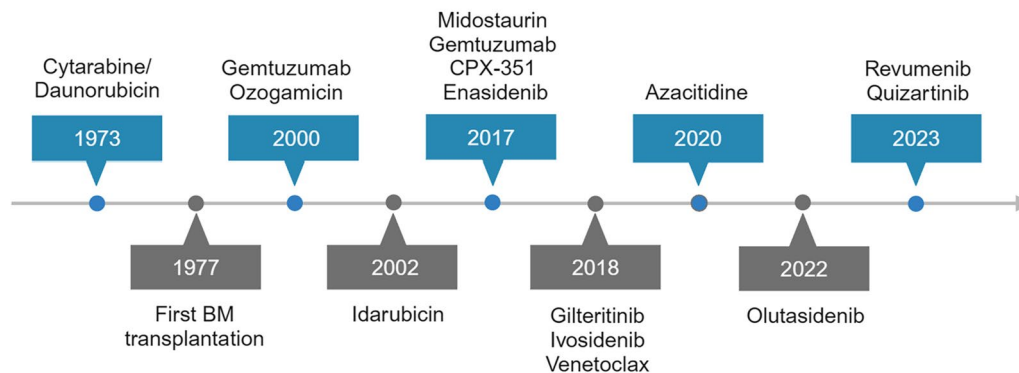 Cytarabine/
Daunorubicin
1973
Gemtuzumab
Ozogamicin
2000
Midostaurin
Gemtuzumab
CPX-351
Enasidenib
2017
Azacitidine
2020
Revumenib
Quizartinib
2023
1977
First BM
transplantation
2002
Idarubicin
2018
Gilteritinib
Ivosidenib
Venetoclax
2022
Olutasidenib